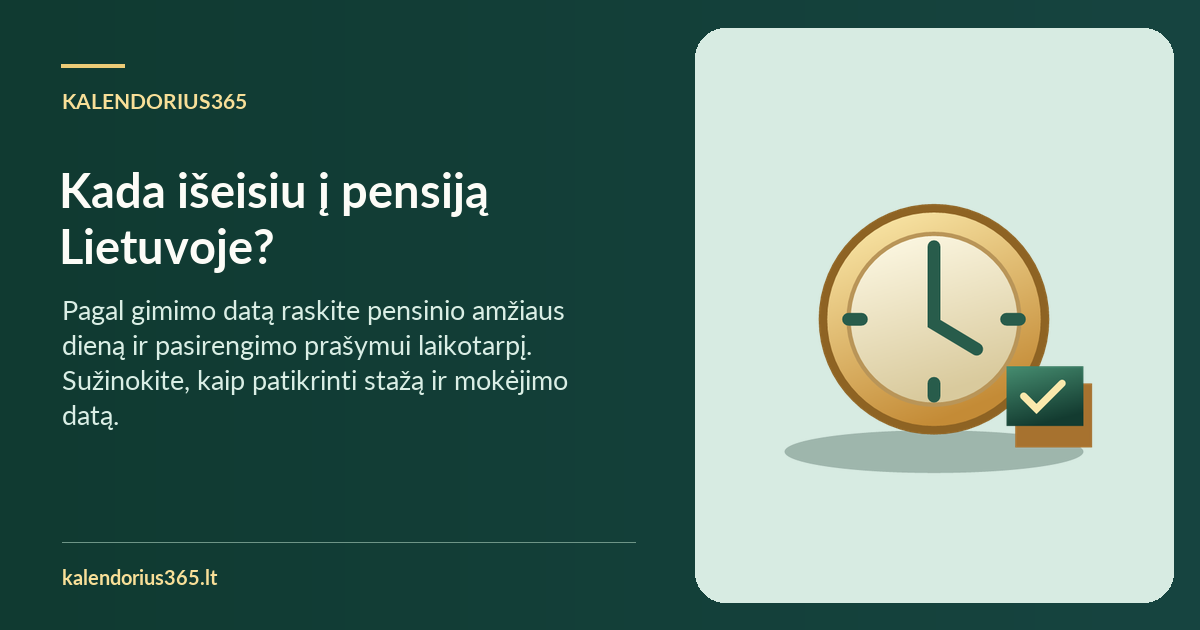 KALENDORIUS365
Kada išeisiu į pensiją
Lietuvoje?
Pagal gimimo datą raskite pensinio amžiaus
dieną ir pasirengimo prašymui laikotarpį.
Sužinokite, kaip patikrinti stažą ir mokėjimo
datą.
kalendorius365.lt